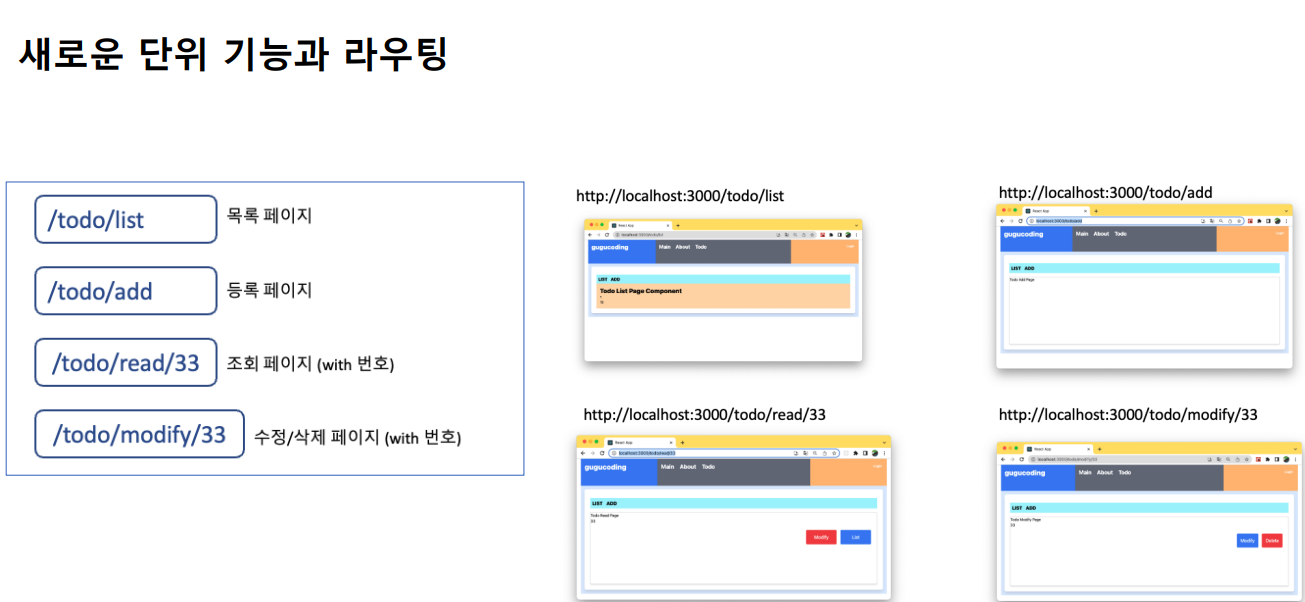 새로운 단위 기능과 라우팅
/todo/list 목록 페이지
/todo/add 등록 페이지
/todo/read/33 조회 페이지 (with 번호)
/todo/modify/33 수정/삭제 페이지 (with 번호)
http://localhost:3000/todo/list
React App
localhost:3000/todo/list
gugucoding Main About Todo
LIST ADD
Todo List Page Component
http://localhost:3000/todo/add
React App
localhost:3000/todo/add
gugucoding Main About Todo
LIST ADD
Todo Add Page
http://localhost:3000/todo/read/33
React App
localhost:3000/todo/read/33
gugucoding Main About Todo
LIST ADD
Todo Read Page
33
Modify List
http://localhost:3000/todo/modify/33
React App
localhost:3000/todo/modify/33
gugucoding Main About Todo
LIST ADD
Todo Modify Page
33
Modify Delete